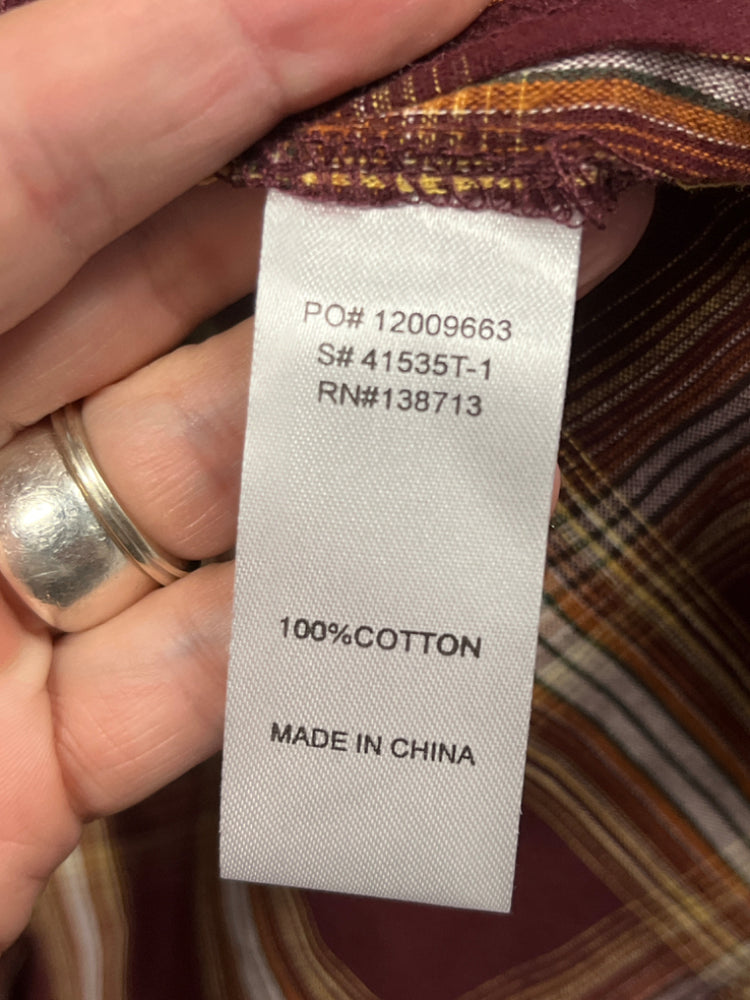 PO# 12009663
S# 41535T-1
RN#138713
100%COTTON
MADE IN CHINA